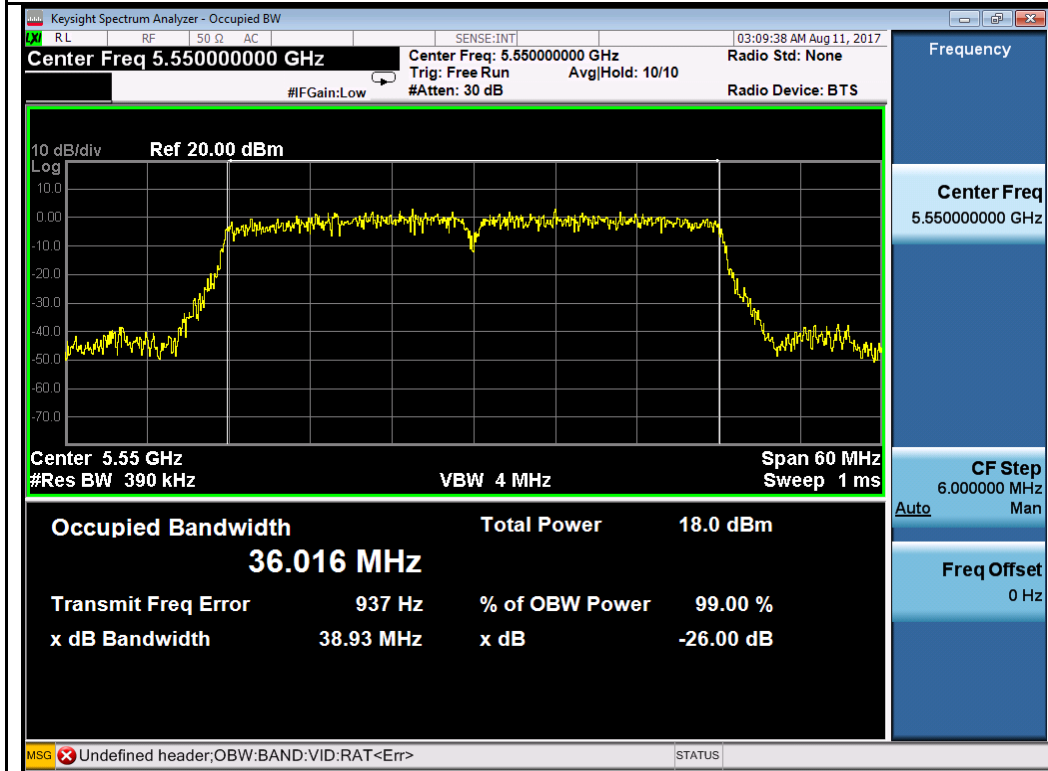 Keysight Spectrum Analyzer - Occupied BW
LXI RL RF 50 Ω AC SENSE:INT 03:09:38 AM Aug 11, 2017
Center Freq 5.550000000 GHz
#IFGain:Low
Center Freq: 5.550000000 GHz
Trig: Free Run Avg|Hold: 10/10
#Atten: 30 dB
Radio Std: None
Radio Device: BTS
10 dB/div Ref 20.00 dBm
Log
10.0
0.00
-10.0
-20.0
-30.0
-40.0
-50.0
-60.0
-70.0
Center 5.55 GHz Span 60 MHz
#Res BW 390 kHz VBW 4 MHz Sweep 1 ms
Occupied Bandwidth Total Power 18.0 dBm
36.016 MHz
Transmit Freq Error 937 Hz % of OBW Power 99.00 %
x dB Bandwidth 38.93 MHz x dB -26.00 dB
Frequency
Center Freq
5.550000000 GHz
CF Step
6.000000 MHz
Auto Man
Freq Offset
0 Hz
MSG Undefined header;OBW:BAND:VID:RAT<Err> STATUS